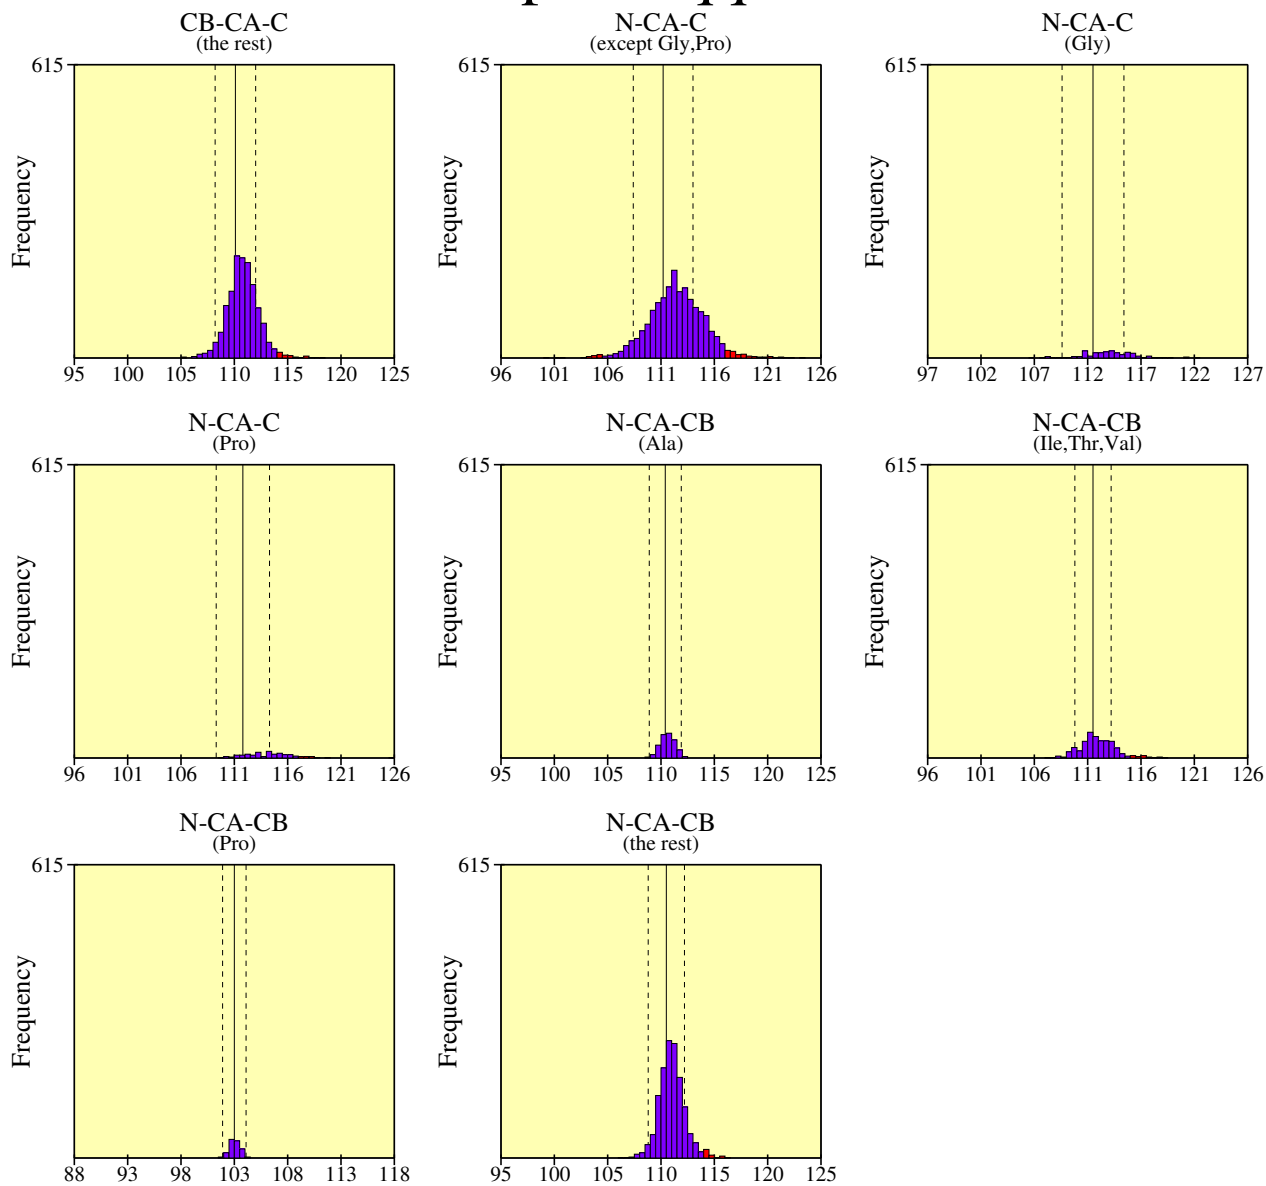 CB-CA-C
(the rest)
615
Frequency
95 100 105 110 115 120 125
N-CA-C
(except Gly,Pro)
615
Frequency
96 101 106 111 116 121 126
N-CA-C
(Gly)
615
Frequency
97 102 107 112 117 122 127
N-CA-C
(Pro)
615
Frequency
96 101 106 111 116 121 126
N-CA-CB
(Ala)
615
Frequency
95 100 105 110 115 120 125
N-CA-CB
(Ile,Thr,Val)
615
Frequency
96 101 106 111 116 121 126
N-CA-CB
(Pro)
615
Frequency
88 93 98 103 108 113 118
N-CA-CB
(the rest)
615
Frequency
95 100 105 110 115 120 125